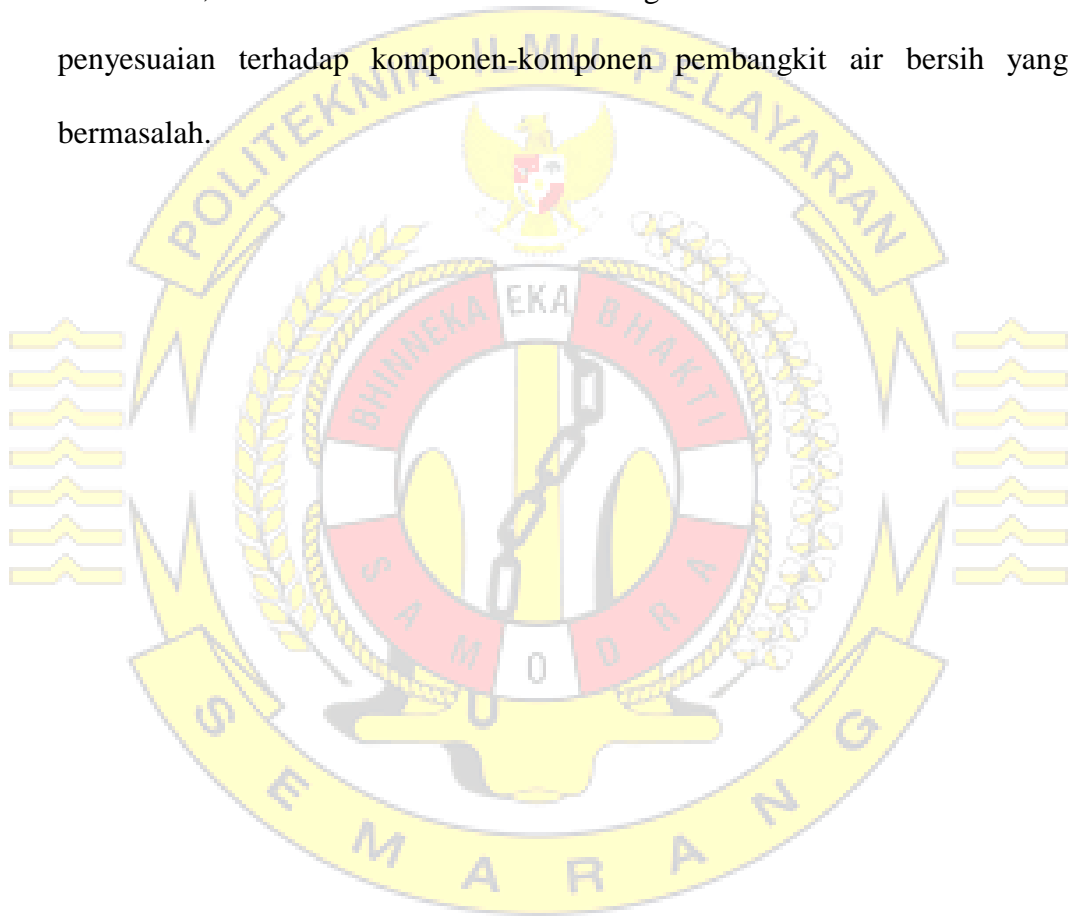 penyesuaian terhadap komponen-komponen pembangkit air bersih yang
bermasalah.
POLITEKNIK ILMU PELAYARAN
BHINNEKA EKA BHAKTI
SAMODRA
SEMARANG